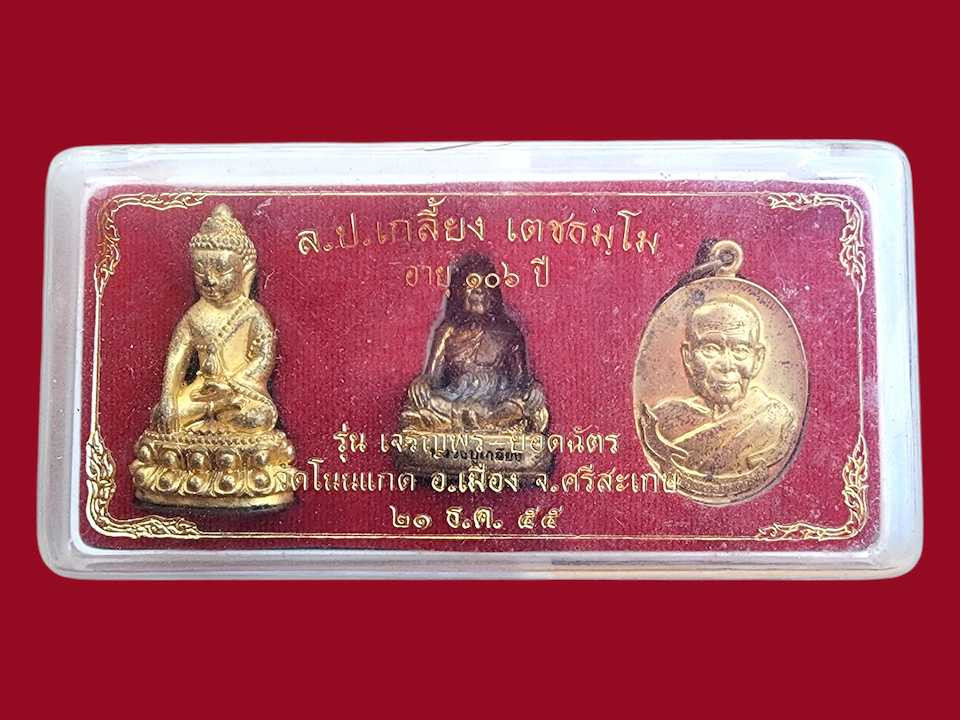 ล.ป.เกลี้ยง เตชธมฺโม
อายุ ๑๐๖ ปี
รุ่น เจริญพร-ยอดฉัตร
วัดโนนแกด อ.เมือง จ.ศรีสะเกษ
๒๑ ธ.ค. ๕๕